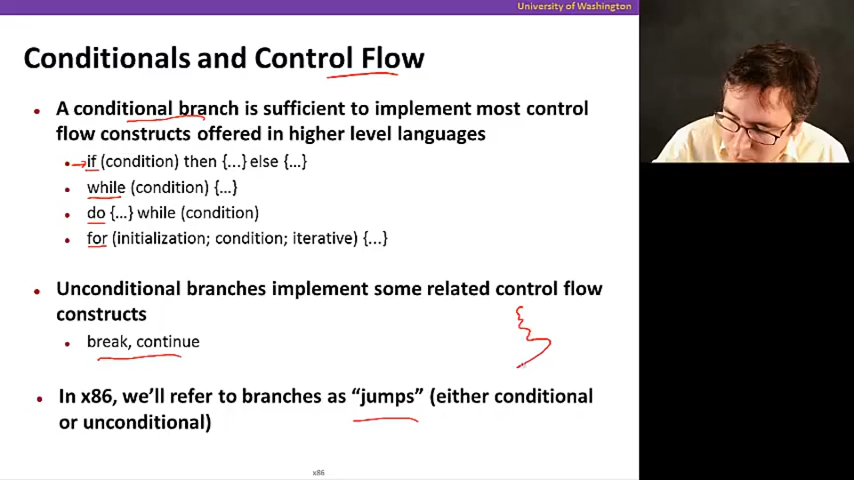 University of Washington
Conditionals and Control Flow
• A conditional branch is sufficient to implement most control
flow constructs offered in higher level languages
• if (condition) then {...} else {...}
• while (condition) {...}
• do {...} while (condition)
• for (initialization; condition; iterative) {...}
• Unconditional branches implement some related control flow
constructs
• break, continue
• In x86, we'll refer to branches as “jumps” (either conditional
or unconditional)
x86